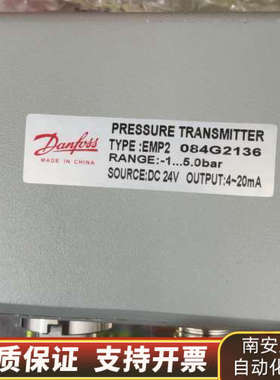 Danfoss
MADE IN CHINA
PRESSURE TRANSMITTER
TYPE :EMP2 084G2136
RANGE:-1...5.0bar
SOURCE:DC 24V OUTPUT:4~20mA
质保证 支持开票
南安
自动化